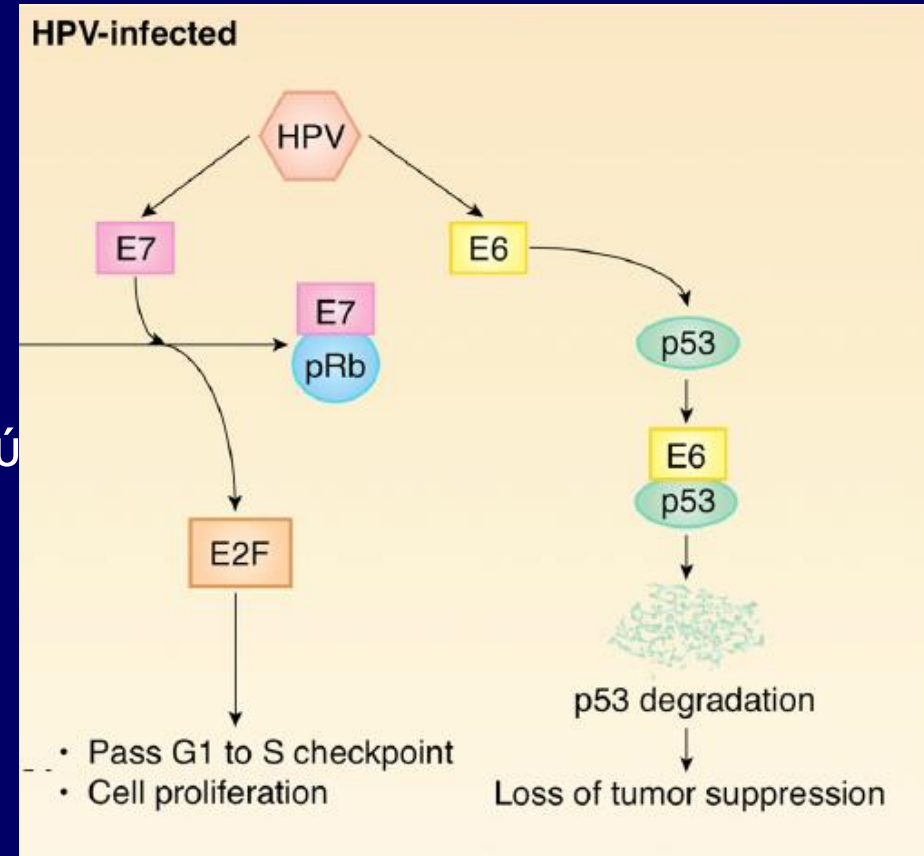 HPV-infected
HPV
E7
E6
E7
pRb
p53
Ú
E6
p53
E2F
p53 degradation
• Pass G1 to S checkpoint
• Cell proliferation
Loss of tumor suppression